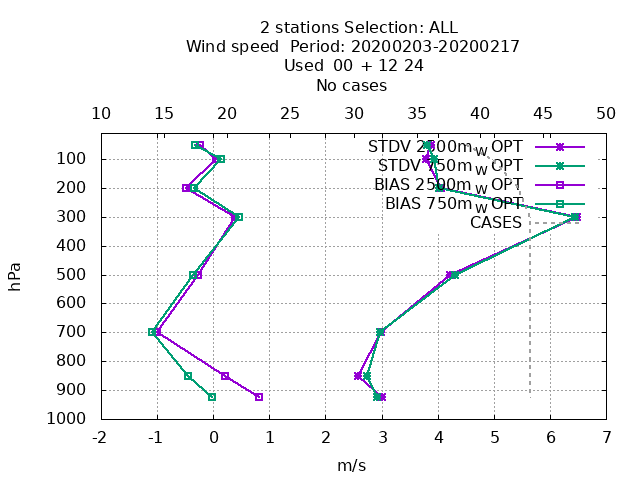 2 stations Selection: ALL
Wind speed  Period: 20200203-20200217
Used  00 + 12 24
No cases
10 15 20 25 30 35 40 45 50
STDV 2500m w OPT
STDV 750m w OPT
BIAS 2500m w OPT
BIAS 750m w OPT
CASES
100
200
300
400
500
600
700
800
900
1000
hPa
-2 -1 0 1 2 3 4 5 6 7
m/s